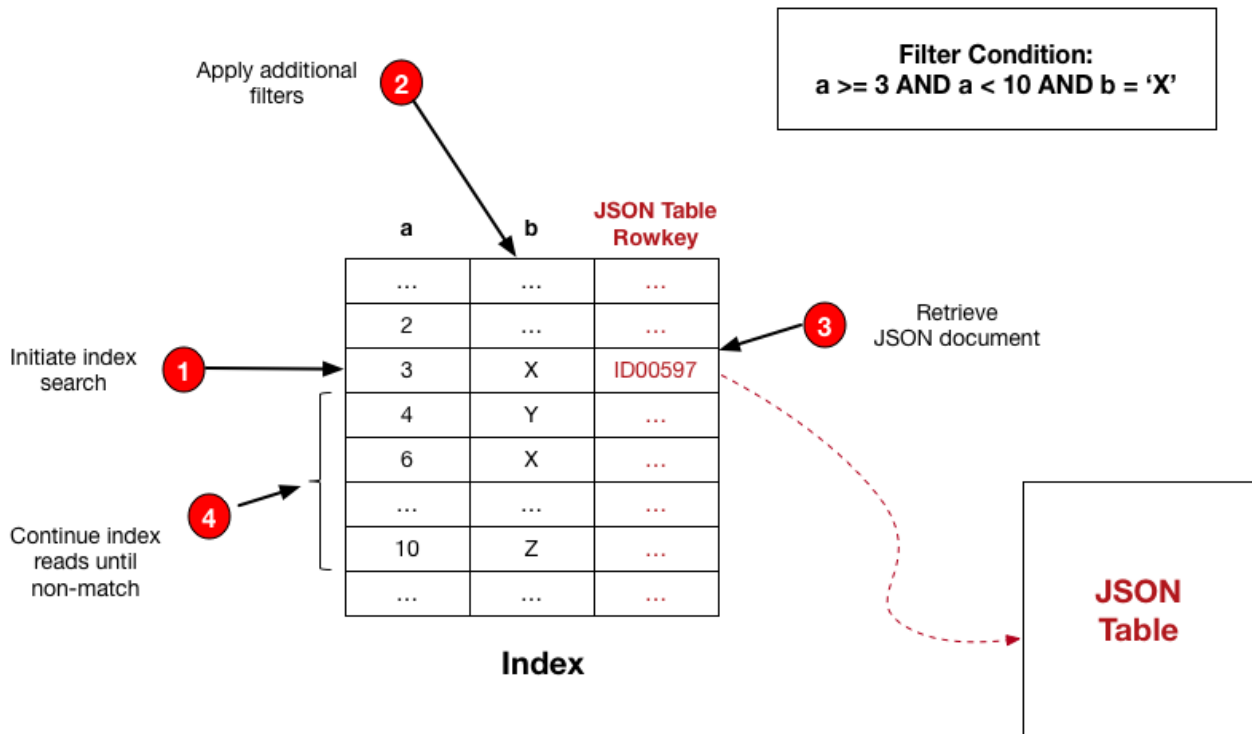 Filter Condition:
a >= 3 AND a < 10 AND b = ‘X’
Apply additional
filters
2
a b JSON Table
Rowkey
... ... ...
2 ... ...
3 X ID00597
4 Y ...
6 X ...
... ... ...
10 Z ...
... ... ...
Index
Initiate index
search
1
3
Retrieve
JSON document
4
Continue index
reads until
non-match
JSON
Table